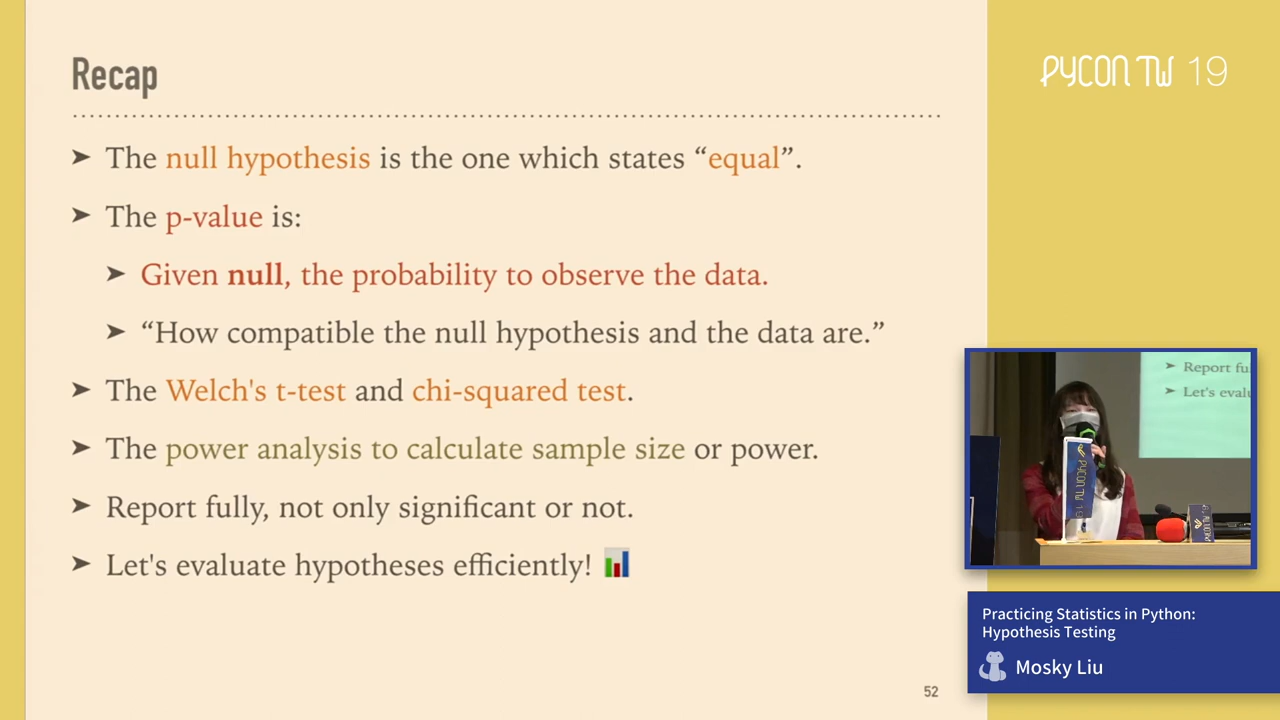 Recap
PYCON TW 19
➤ The null hypothesis is the one which states “equal”.
➤ The p-value is:
➤ Given null, the probability to observe the data.
➤ “How compatible the null hypothesis and the data are.”
➤ The Welch's t-test and chi-squared test.
➤ The power analysis to calculate sample size or power.
➤ Report fully, not only significant or not.
➤ Let's evaluate hypotheses efficiently! 📊
52
➤ Report fu
➤ Let's evalu
PYCON TW 19
Practicing Statistics in Python:
Hypothesis Testing
Mosky Liu